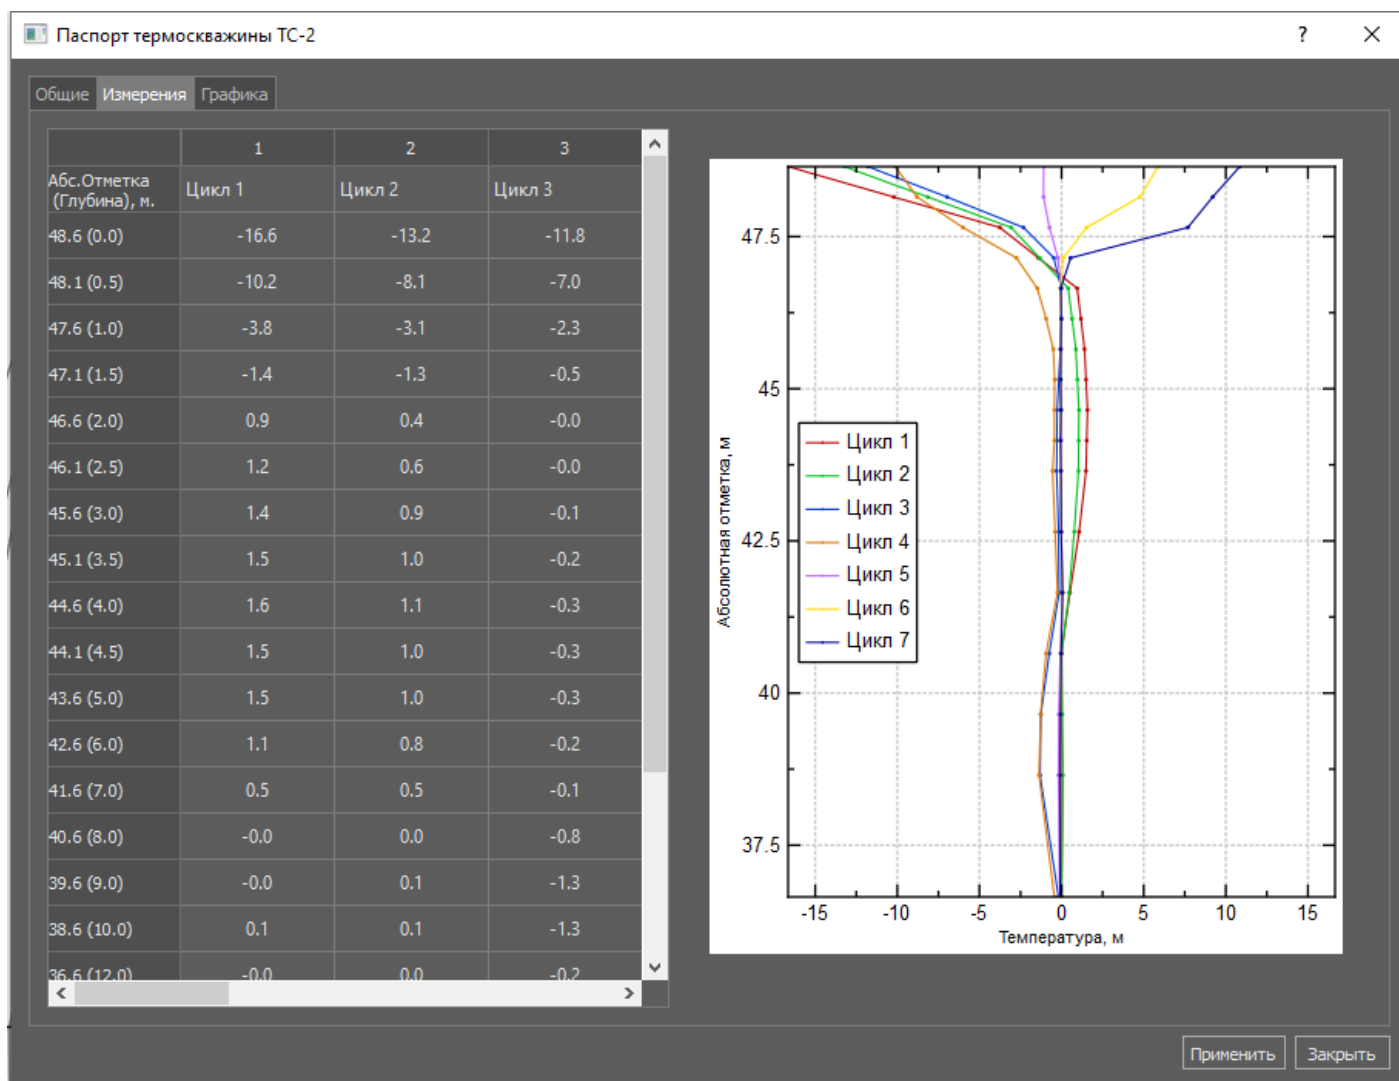 Паспорт термоскважины ТС-2
?
Общие Измерения Графика
1 2 3
Абс.Отметка Цикл 1 Цикл 2 Цикл 3
(Глубина), м.
48.6 (0.0) -16.6 -13.2 -11.8
48.1 (0.5) -10.2 -8.1 -7.0
47.6 (1.0) -3.8 -3.1 -2.3
47.1 (1.5) -1.4 -1.3 -0.5
46.6 (2.0) 0.9 0.4 -0.0
46.1 (2.5) 1.2 0.6 -0.0
45.6 (3.0) 1.4 0.9 -0.1
45.1 (3.5) 1.5 1.0 -0.2
44.6 (4.0) 1.6 1.1 -0.3
44.1 (4.5) 1.5 1.0 -0.3
43.6 (5.0) 1.5 1.0 -0.3
42.6 (6.0) 1.1 0.8 -0.2
41.6 (7.0) 0.5 0.5 -0.1
40.6 (8.0) -0.0 0.0 -0.8
39.6 (9.0) -0.0 0.1 -1.3
38.6 (10.0) 0.1 0.1 -1.3
36.6 (12.0) -0.0 0.0 -0.2
47.5
45
42.5
40
37.5
Абсолютная отметка, м
Цикл 1
Цикл 2
Цикл 3
Цикл 4
Цикл 5
Цикл 6
Цикл 7
-15 -10 -5 0 5 10 15
Температура, м
Применить Закрыть